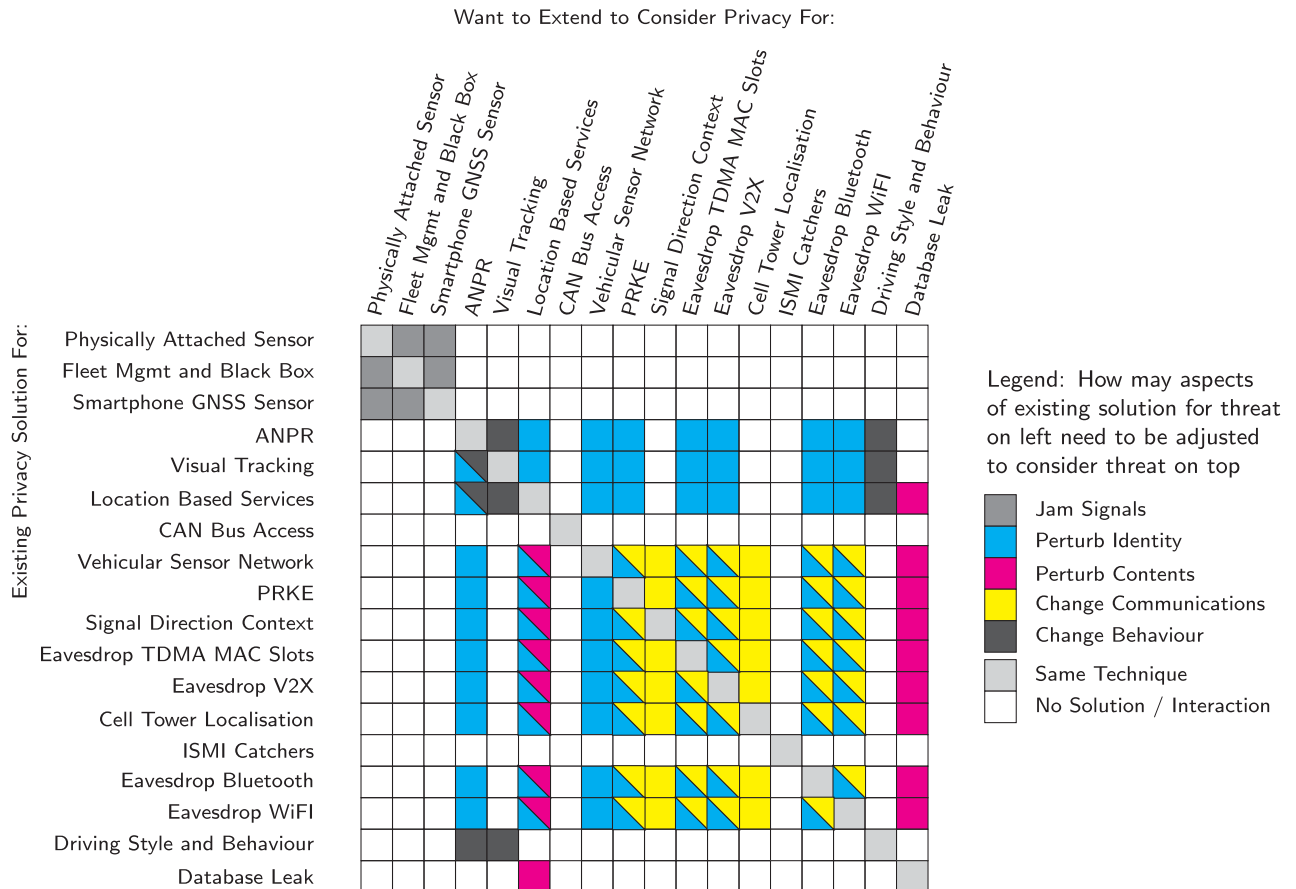 Want to Extend to Consider Privacy For:
Physically Attached Sensor
Fleet Mgmt and Black Box
Smartphone GNSS Sensor
ANPR
Visual Tracking
Location Based Services
CAN Bus Access
Vehicular Sensor Network
PRKE
Signal Direction Context
Eavesdrop TDMA MAC Slots
Eavesdrop V2X
Cell Tower Localisation
ISMI Catchers
Eavesdrop Bluetooth
Eavesdrop WiFI
Driving Style and Behaviour
Database Leak
Existing Privacy Solution For:
Physically Attached Sensor
Fleet Mgmt and Black Box
Smartphone GNSS Sensor
ANPR
Visual Tracking
Location Based Services
CAN Bus Access
Vehicular Sensor Network
PRKE
Signal Direction Context
Eavesdrop TDMA MAC Slots
Eavesdrop V2X
Cell Tower Localisation
ISMI Catchers
Eavesdrop Bluetooth
Eavesdrop WiFI
Driving Style and Behaviour
Database Leak
Legend: How may aspects
of existing solution for threat
on left need to be adjusted
to consider threat on top
Jam Signals
Perturb Identity
Perturb Contents
Change Communications
Change Behaviour
Same Technique
No Solution / Interaction